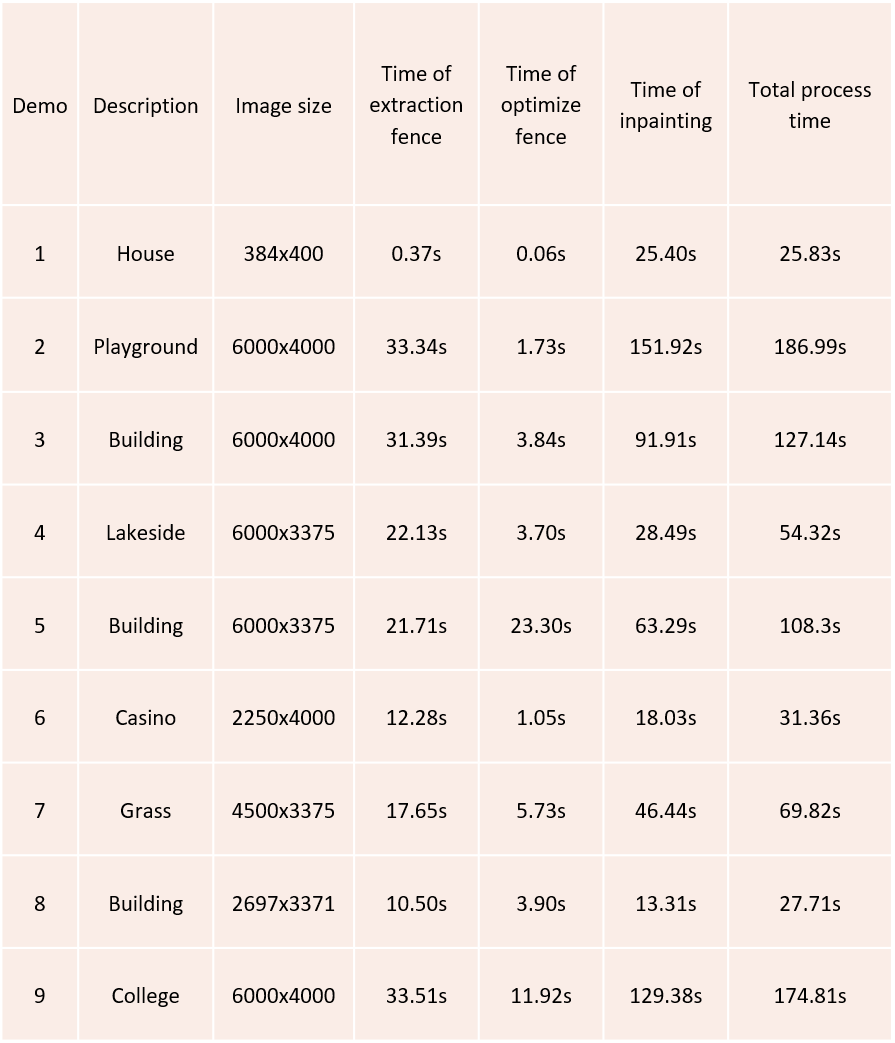 Demo Description Image size Time of extraction fence Time of optimize fence Time of inpainting Total process time
1 House 384x400 0.37s 0.06s 25.40s 25.83s
2 Playground 6000x4000 33.34s 1.73s 151.92s 186.99s
3 Building 6000x4000 31.39s 3.84s 91.91s 127.14s
4 Lakeside 6000x3375 22.13s 3.70s 28.49s 54.32s
5 Building 6000x3375 21.71s 23.30s 63.29s 108.3s
6 Casino 2250x4000 12.28s 1.05s 18.03s 31.36s
7 Grass 4500x3375 17.65s 5.73s 46.44s 69.82s
8 Building 2697x3371 10.50s 3.90s 13.31s 27.71s
9 College 6000x4000 33.51s 11.92s 129.38s 174.81s